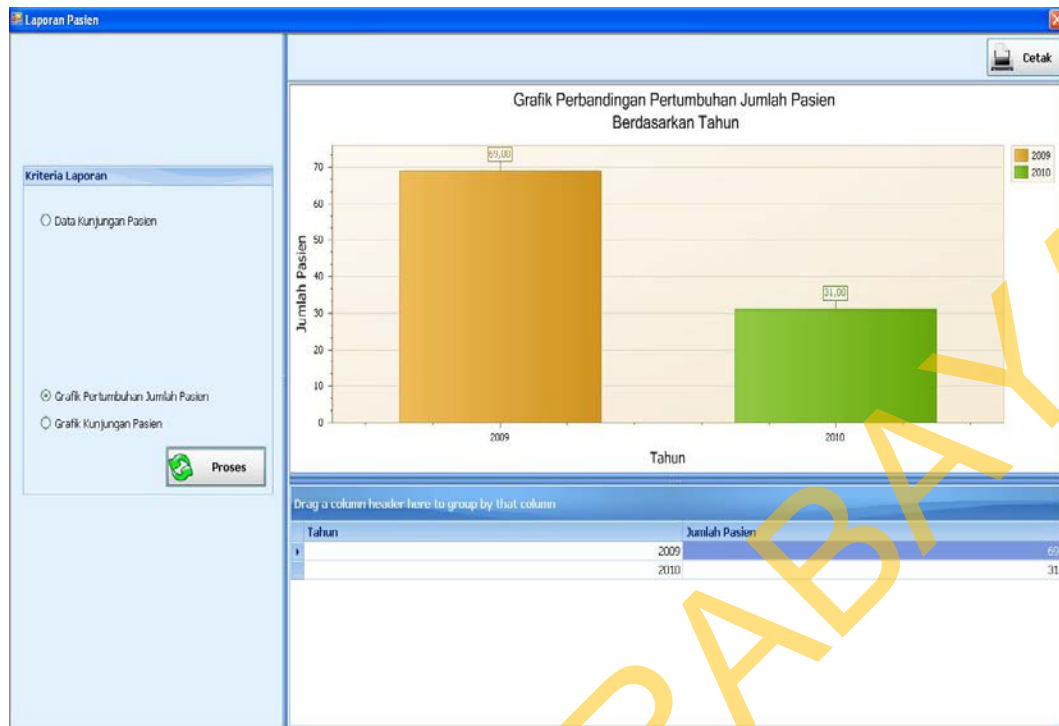 Laporan Pasien
Cetak
Kriteria Laporan
Data Kunjungan Pasien
Grafik Pertumbuhan Jumlah Pasien
Grafik Kunjungan Pasien
Proses
Grafik Perbandingan Pertumbuhan Jumlah Pasien
Berdasarkan Tahun
69,00
31,00
2009
2010
Jumlah Pasien
70
60
50
40
30
20
10
0
2009
2010
Tahun
Drag a column header here to group by that column
Tahun Jumlah Pasien
2009 69
2010 31
RABAYA